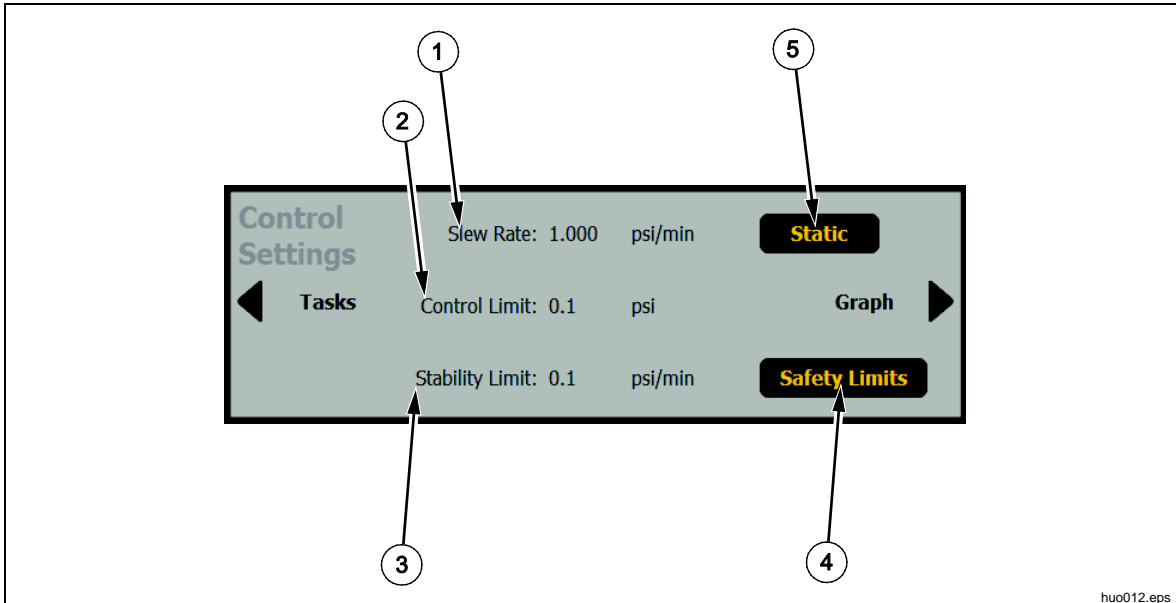 1
5
2
Control Settings
Slew Rate: 1.000 psi/min
Static
Tasks
Control Limit: 0.1 psi
Graph
Stability Limit: 0.1 psi/min
Safety Limits
3
4
huo012.eps